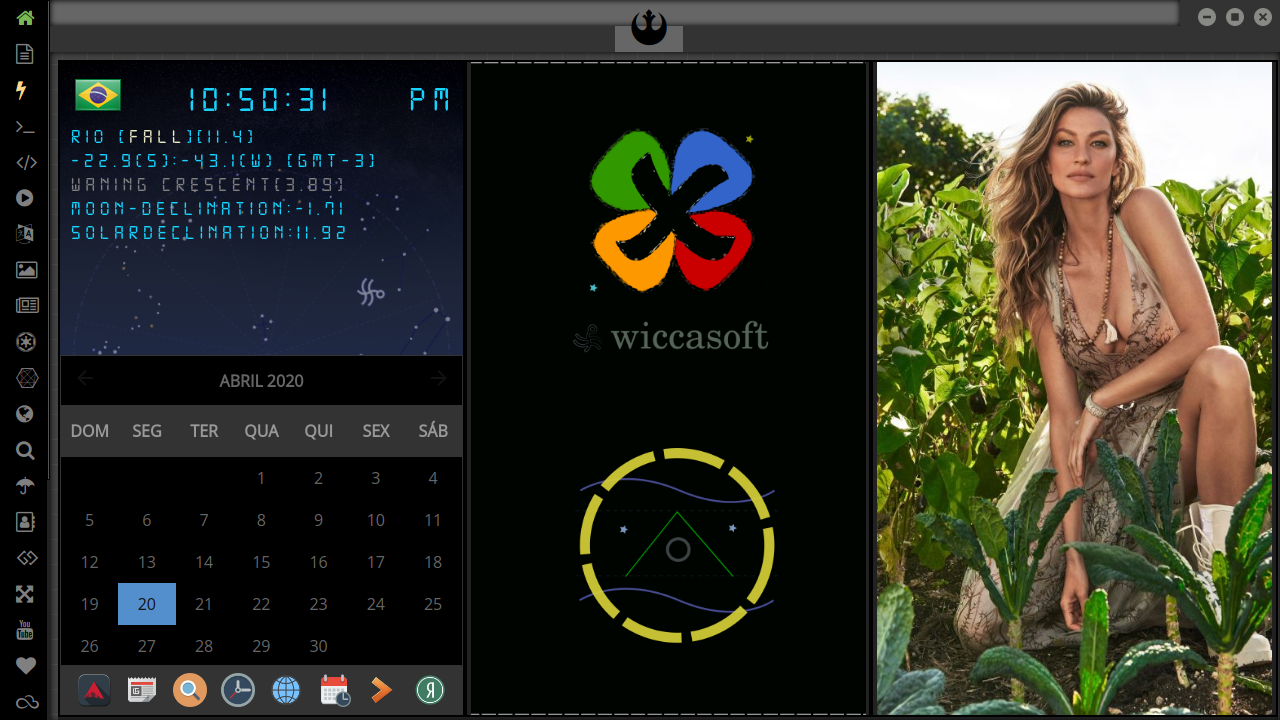 10:50:31 PM
RIO [FALL][11.4]
-22.9(S):-43.1(W) [GMT-3]
WANING CRESCENT(3.89)
MOON-DECLINATION:-1.71
SOLARDECLINATION:11.92
ABRIL 2020
DOM SEG TER QUA QUI SEX SÁB
1 2 3 4
5 6 7 8 9 10 11
12 13 14 15 16 17 18
19 20 21 22 23 24 25
26 27 28 29 30
wiccasoft
You
Tube
Я